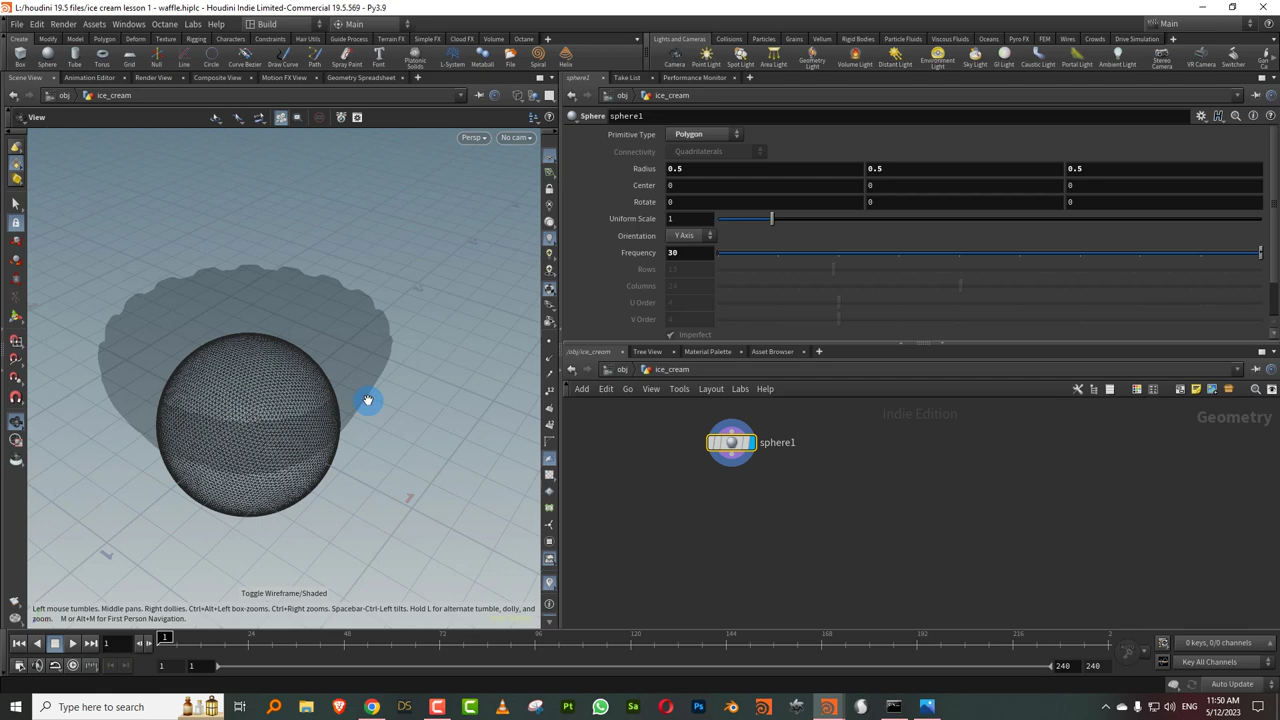 L:/houdini 19.5 files/ice cream lesson 1 - waffle.hiplc - Houdini Indie Limited-Commercial 19.5.569 - Py3.9
File Edit Render Assets Windows Octane Labs Help Build Main Main
Create Modify Model Polygon Deform Texture Rigging Characters Constraints Hair Utils Guide Process Terrain FX Simple FX Cloud FX Volume Octane
Lights and Cameras Collisions Particles Grains Vellum Rigid Bodies Particle Fluids Viscous Fluids Oceans Pyro FX FEM Wires Crowds Drive Simulation
Box Sphere Tube Torus Grid Null Line Circle Curve Bezier Draw Curve Path Spray Paint Font Platonic Solids L-System Metaball File Spiral Helix
Camera Point Light Spot Light Area Light Geometry Light Volume Light Distant Light Environment Light Sky Light GI Light Caustic Light Portal Light Ambient Light Stereo Camera VR Camera Switcher
Scene View Animation Editor Render View Composite View Motion FX View Geometry Spreadsheet
sphere1 Take List Performance Monitor
obj ice_cream
obj ice_cream
View
Persp No cam
Sphere sphere1
Primitive Type Polygon
Connectivity Quadrilaterals
Radius 0.5 0.5 0.5
Center 0 0 0
Rotate 0 0 0
Uniform Scale 1
Orientation Y Axis
Frequency 30
Rows 13
Columns 24
U Order 4
V Order 4
Imperfect
/obj/ice_cream Tree View Material Palette Asset Browser
obj ice_cream
Add Edit Go View Tools Layout Labs Help
Indie Edition
Geometry
sphere1
1
1
Toggle Wireframe/Shaded
Left mouse tumbles. Middle pans. Right dollies. Ctrl+Alt+Left box-zooms. Ctrl+Right zooms. Spacebar-Ctrl-Left tilts. Hold L for alternate tumble, dolly, and
zoom. M or Alt+M for First Person Navigation.
1 1 24 48 72 96 120 144 168 192 216 2
0 keys, 0/0 channels
1 1 240 240
Key All Channels
Auto Update
Type here to search
11:50 AM
5/12/2023